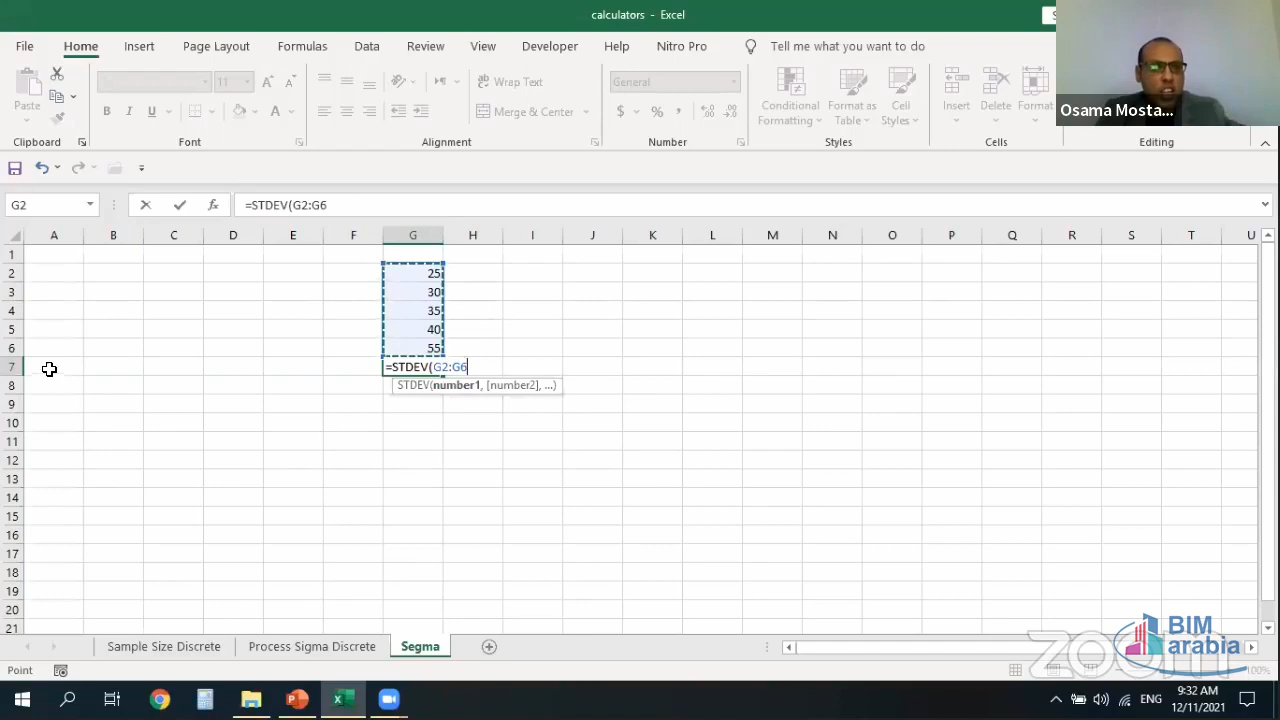 calculators - Excel
File Home Insert Page Layout Formulas Data Review View Developer Help Nitro Pro Tell me what you want to do
Paste
11
Wrap Text
General
Conditional Formatting
Format as Table
Cell Styles
Insert
Delete
Format
B I U
A
Merge & Center
$ % ,
Clipboard Font Alignment Number Styles Cells Editing
Osama Mosta...
G2
fx
=STDEV(G2:G6
A B C D E F G H I J K L M N O P Q R S T U
1
2 25
3 30
4 35
5 40
6 55
7 =STDEV(G2:G6
8 STDEV(number1, [number2], ...)
9
10
11
12
13
14
15
16
17
18
19
20
21
Sample Size Discrete Process Sigma Discrete Segma
BIM
arabia
zoom
Point
100%
ENG
9:32 AM
12/11/2021